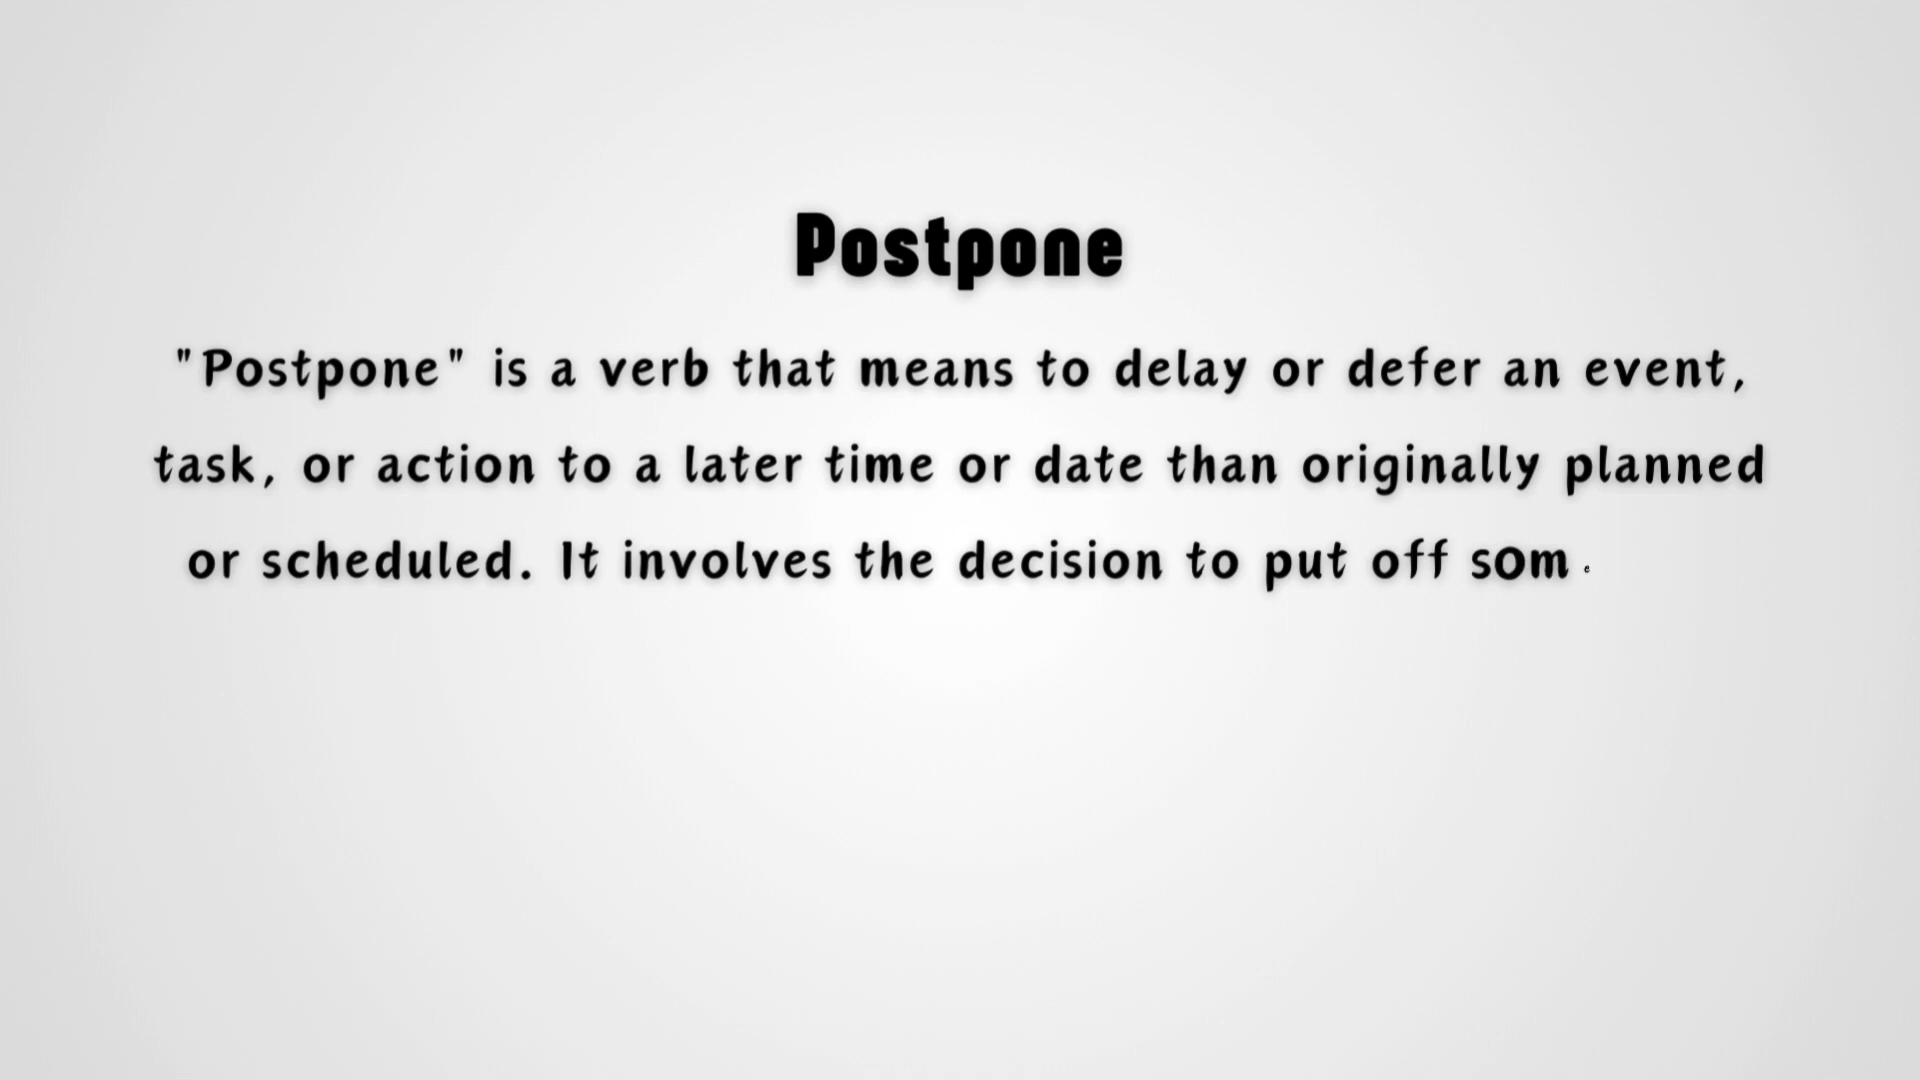 Postpone
"Postpone" is a verb that means to delay or defer an event,
task, or action to a later time or date than originally planned
or scheduled. It involves the decision to put off some